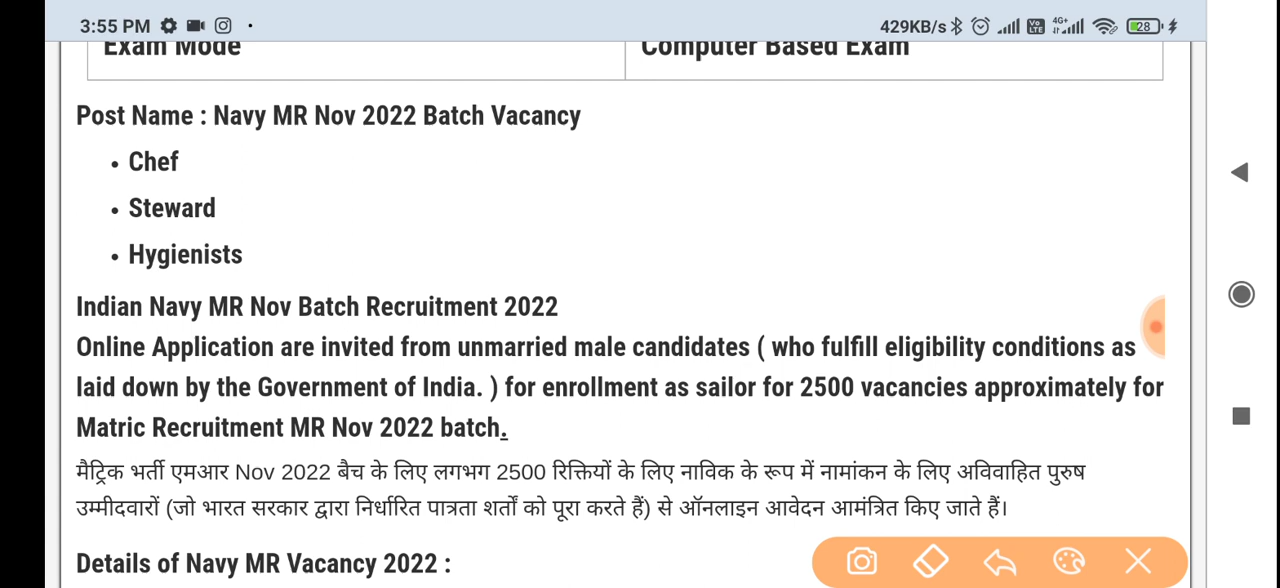 3:55 PM
429KB/s
4G+
28
Exam Mode
Computer Based Exam
Post Name : Navy MR Nov 2022 Batch Vacancy
• Chef
• Steward
• Hygienists
Indian Navy MR Nov Batch Recruitment 2022
Online Application are invited from unmarried male candidates ( who fulfill eligibility conditions as
laid down by the Government of India. ) for enrollment as sailor for 2500 vacancies approximately for
Matric Recruitment MR Nov 2022 batch.
मैट्रिक भर्ती एमआर Nov 2022 बैच के लिए लगभग 2500 रिक्तियों के लिए नाविक के रूप में नामांकन के लिए अविवाहित पुरुष
उम्मीदवारों (जो भारत सरकार द्वारा निर्धारित पात्रता शर्तों को पूरा करते हैं) से ऑनलाइन आवेदन आमंत्रित किए जाते हैं।
Details of Navy MR Vacancy 2022 :